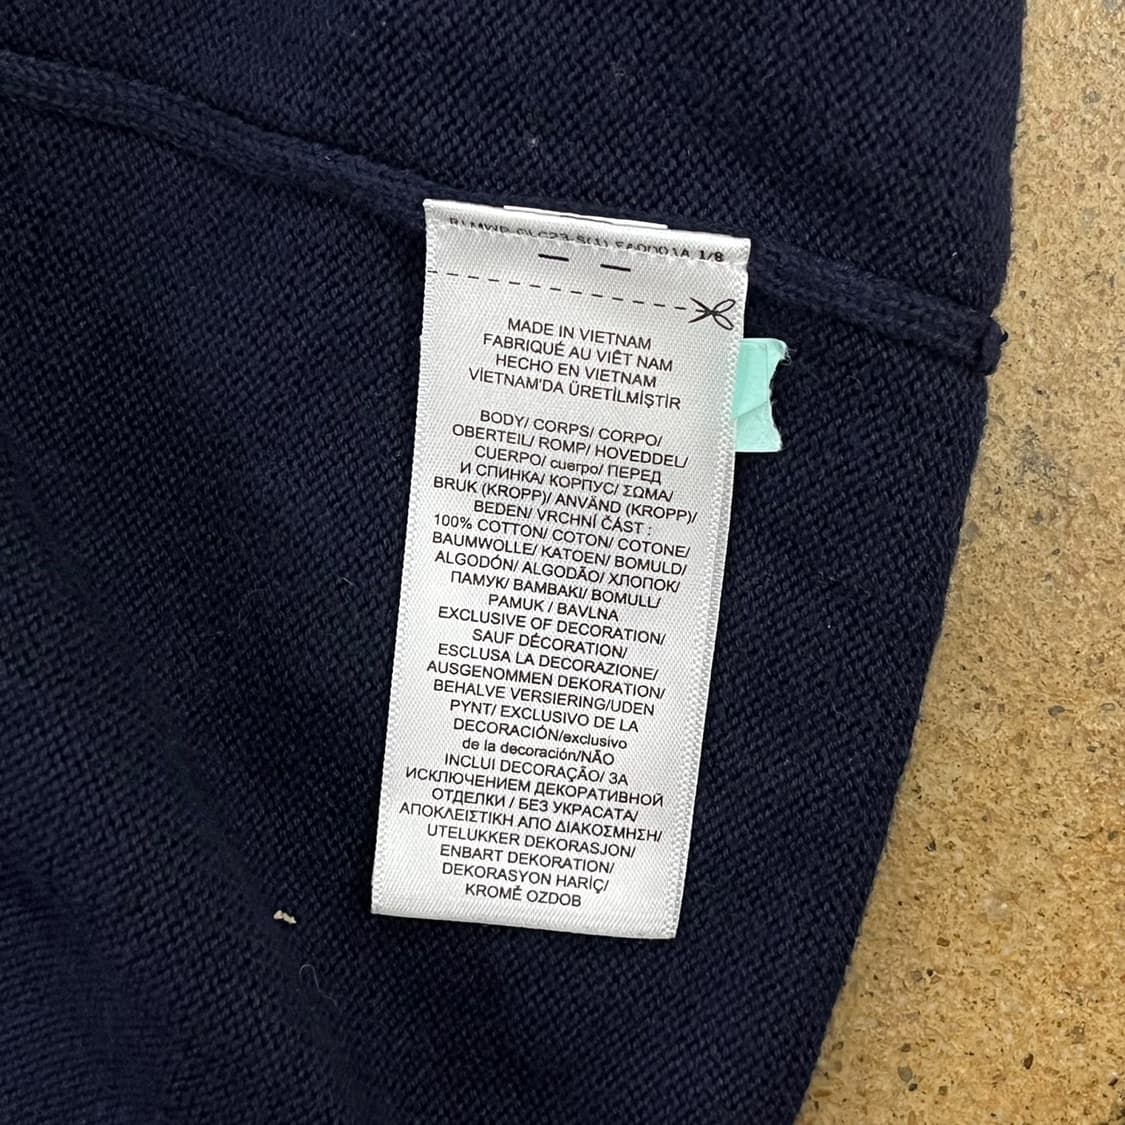 1/8
MADE IN VIETNAM
FABRIQUÉ AU VIÊT NAM
HECHO EN VIETNAM
VİETNAM'DA ÜRETİLMİŞTİR
BODY/ CORPS/ CORPO/
OBERTEIL/ ROMP/ HOVEDDEL/
CUERPO/ cuerpo/ ПЕРЕД
И СПИНКА/ КОРПУС/ ΣΩΜΑ/
BRUK (KROPP)/ ANVÄND (KROPP)/
BEDEN/ VRCHNÍ ČÁST :
100% COTTON/ COTON/ COTONE/
BAUMWOLLE/ KATOEN/ BOMULD/
ALGODÓN/ ALGODÃO/ ХЛОПОК/
ПАМУК/ ΒΑΜΒΑΚΙ/ BOMULL/
PAMUK / BAVLNA
EXCLUSIVE OF DECORATION/
SAUF DÉCORATION/
ESCLUSA LA DECORAZIONE/
AUSGENOMMEN DEKORATION/
BEHALVE VERSIERING/UDEN
PYNT/ EXCLUSIVO DE LA
DECORACIÓN/exclusivo
de la decoración/NÃO
INCLUI DECORAÇÃO/ ЗА
ИСКЛЮЧЕНИЕМ ДЕКОРАТИВНОЙ
ОТДЕЛКИ / БЕЗ УКРАСАТА/
ΑΠΟΚΛΕΙΣΤΙΚΗ ΑΠΟ ΔΙΑΚΟΣΜΗΣΗ/
UTELUKKER DEKORASJON/
ENBART DEKORATION/
DEKORASYON HARİÇ/
KROMĚ OZDOB